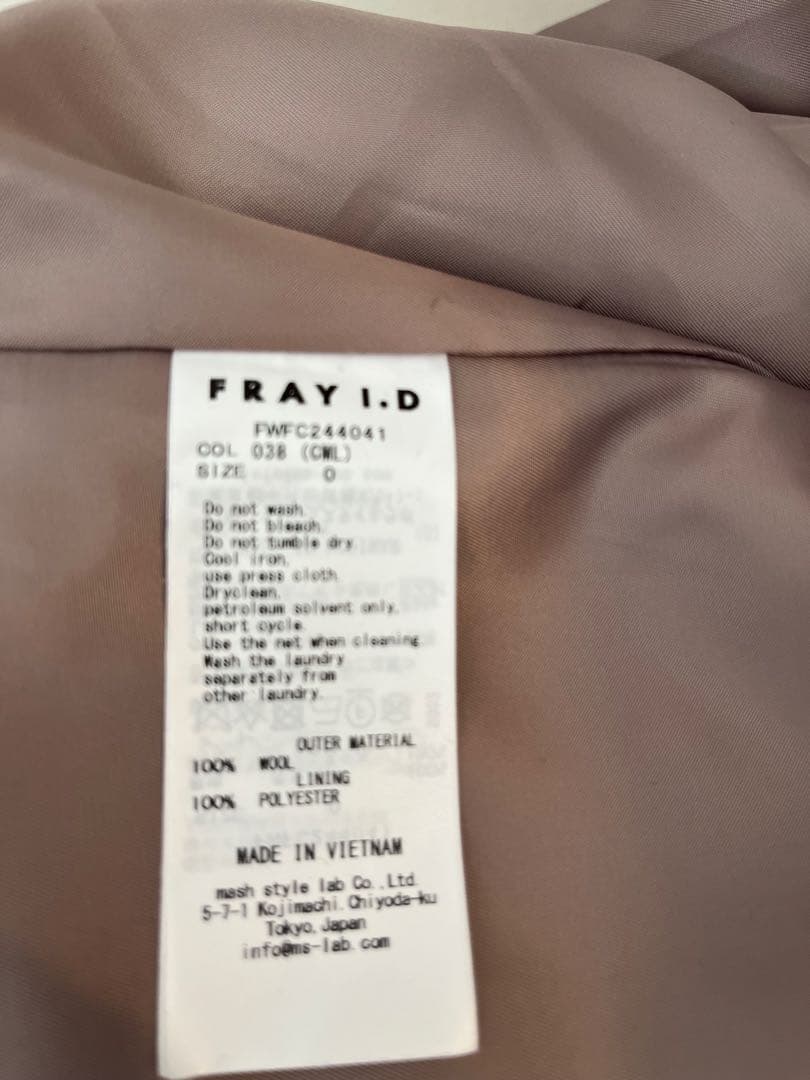 FRAY I.D
FWFC244041
COL 038 (CML)
SIZE 0
Do not wash.
Do not bleach.
Do not tumble dry.
Cool iron,
use press cloth.
Dryclean,
petroleum solvent only,
short cycle.
Use the net when cleaning
Wash the laundry
separately from
other laundry.
OUTER MATERIAL
100% WOOL
LINING
100% POLYESTER
MADE IN VIETNAM
mash style lab Co.,Ltd.
5-7-1 Kojimachi.Chiyoda-ku
Tokyo.Japan
info@ms-lab.com